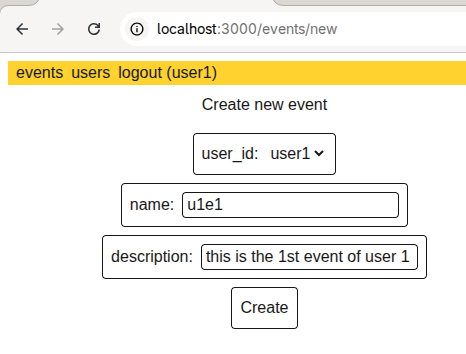 localhost:3000/events/new
events users logout (user1)
Create new event
user_id: user1
name: u1e1
description: this is the 1st event of user 1
Create